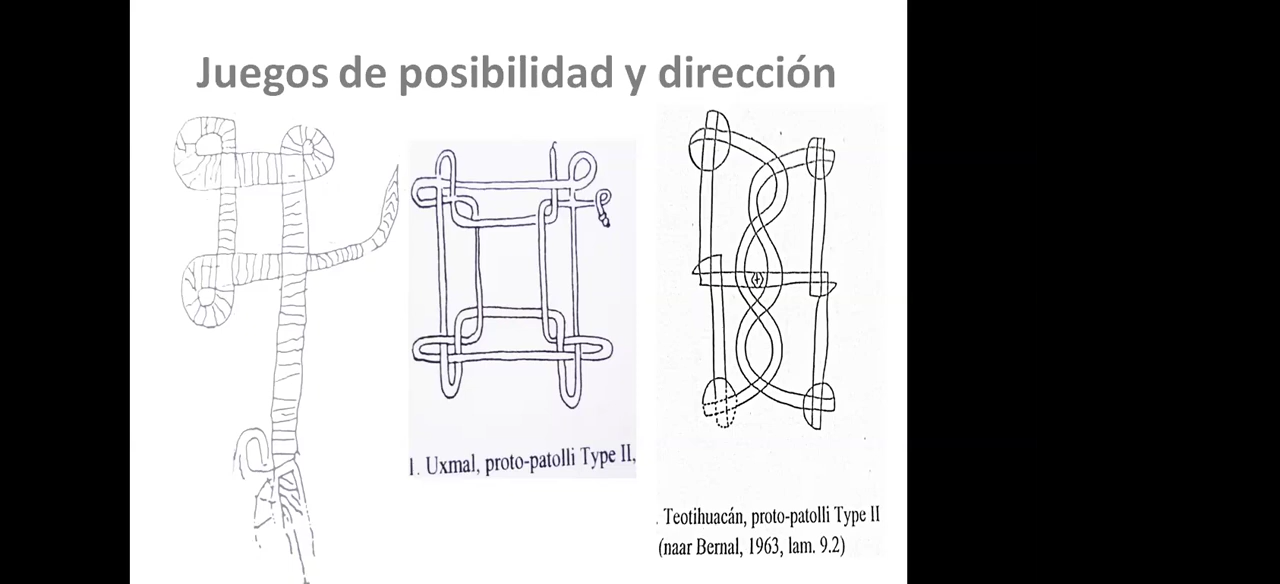 Juegos de posibilidad y dirección
1. Uxmal, proto-patolli Type II,
. Teotihuacán, proto-patolli Type II
(naar Bernal, 1963, lam. 9.2)